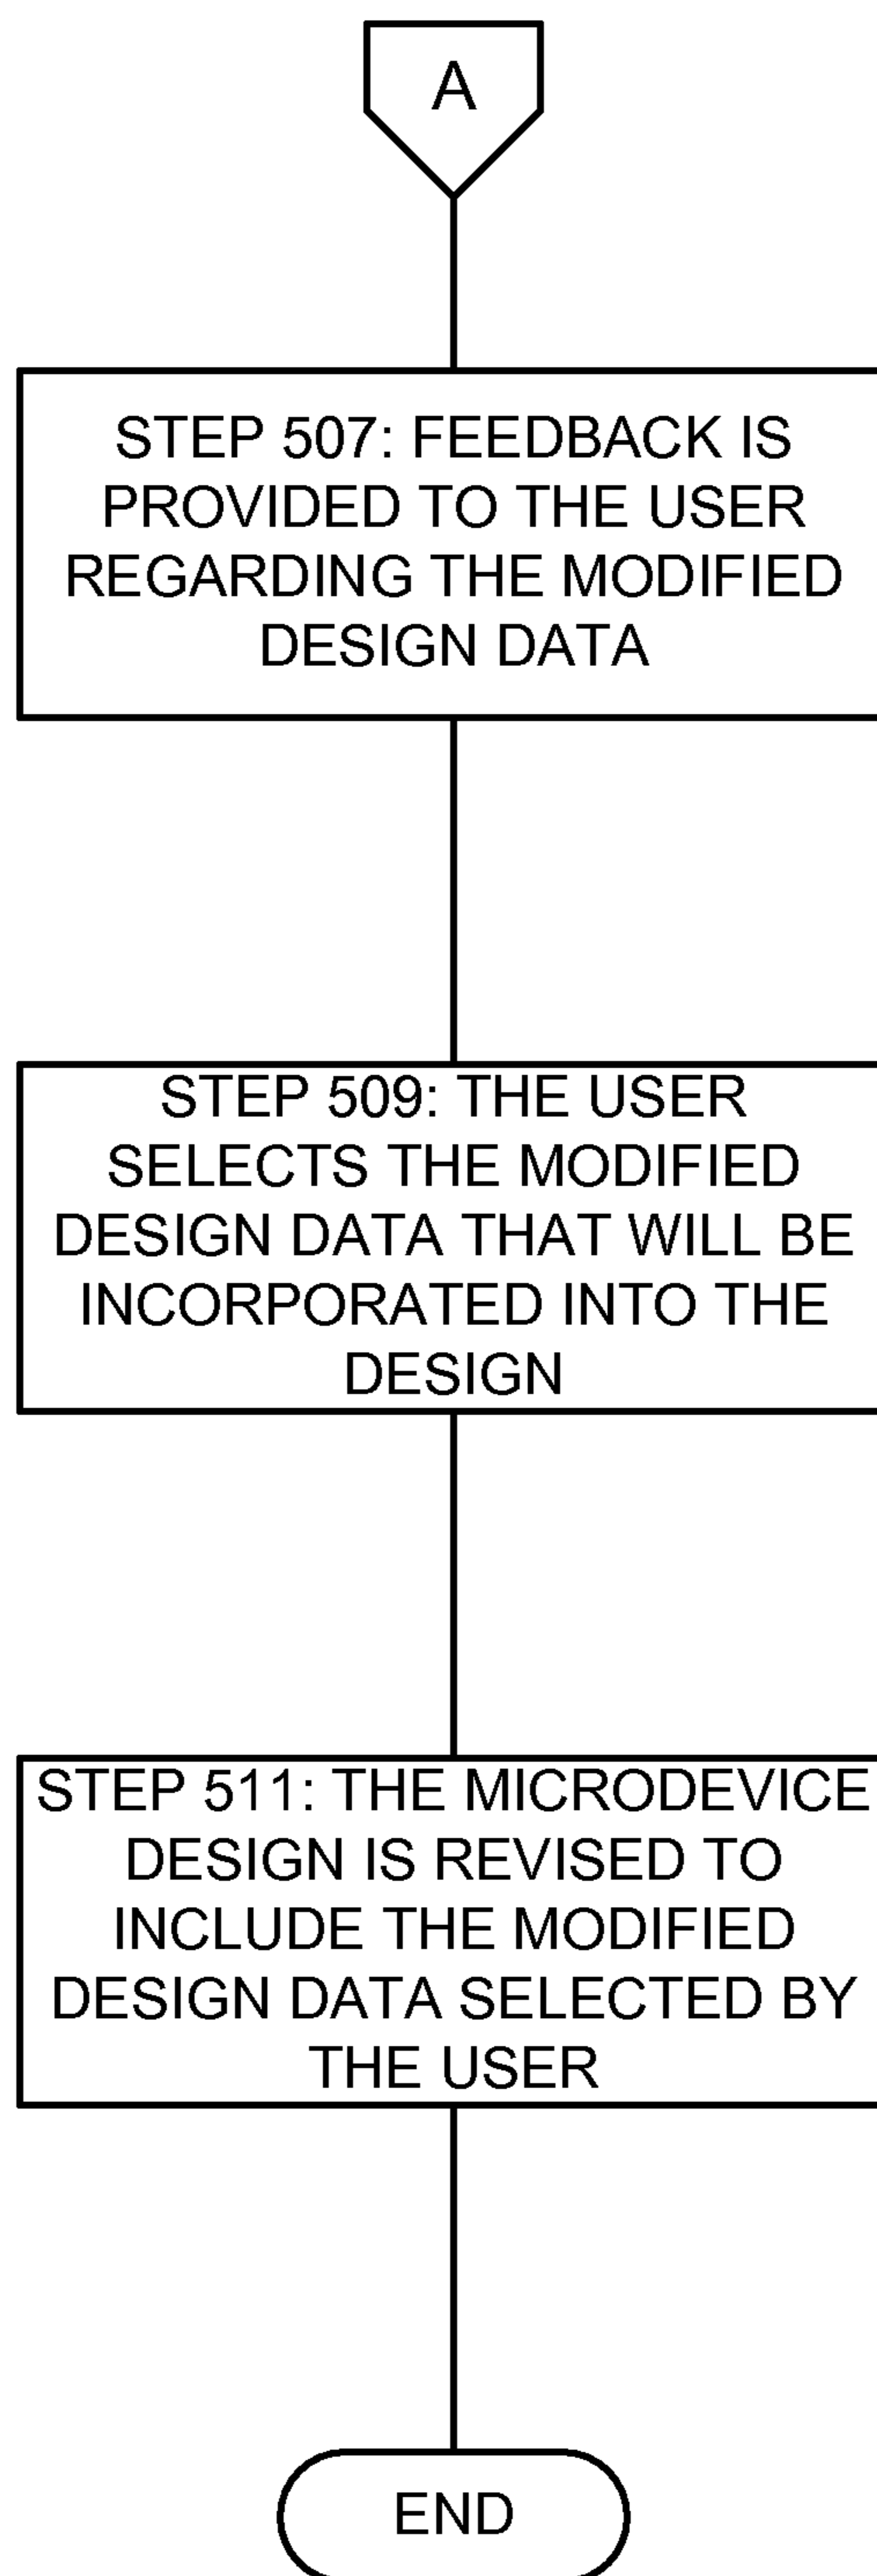 A
STEP 507: FEEDBACK IS
PROVIDED TO THE USER
REGARDING THE MODIFIED
DESIGN DATA
STEP 509: THE USER
SELECTS THE MODIFIED
DESIGN DATA THAT WILL BE
INCORPORATED INTO THE
DESIGN
STEP 511: THE MICRODEVICE
DESIGN IS REVISED TO
INCLUDE THE MODIFIED
DESIGN DATA SELECTED BY
THE USER
END